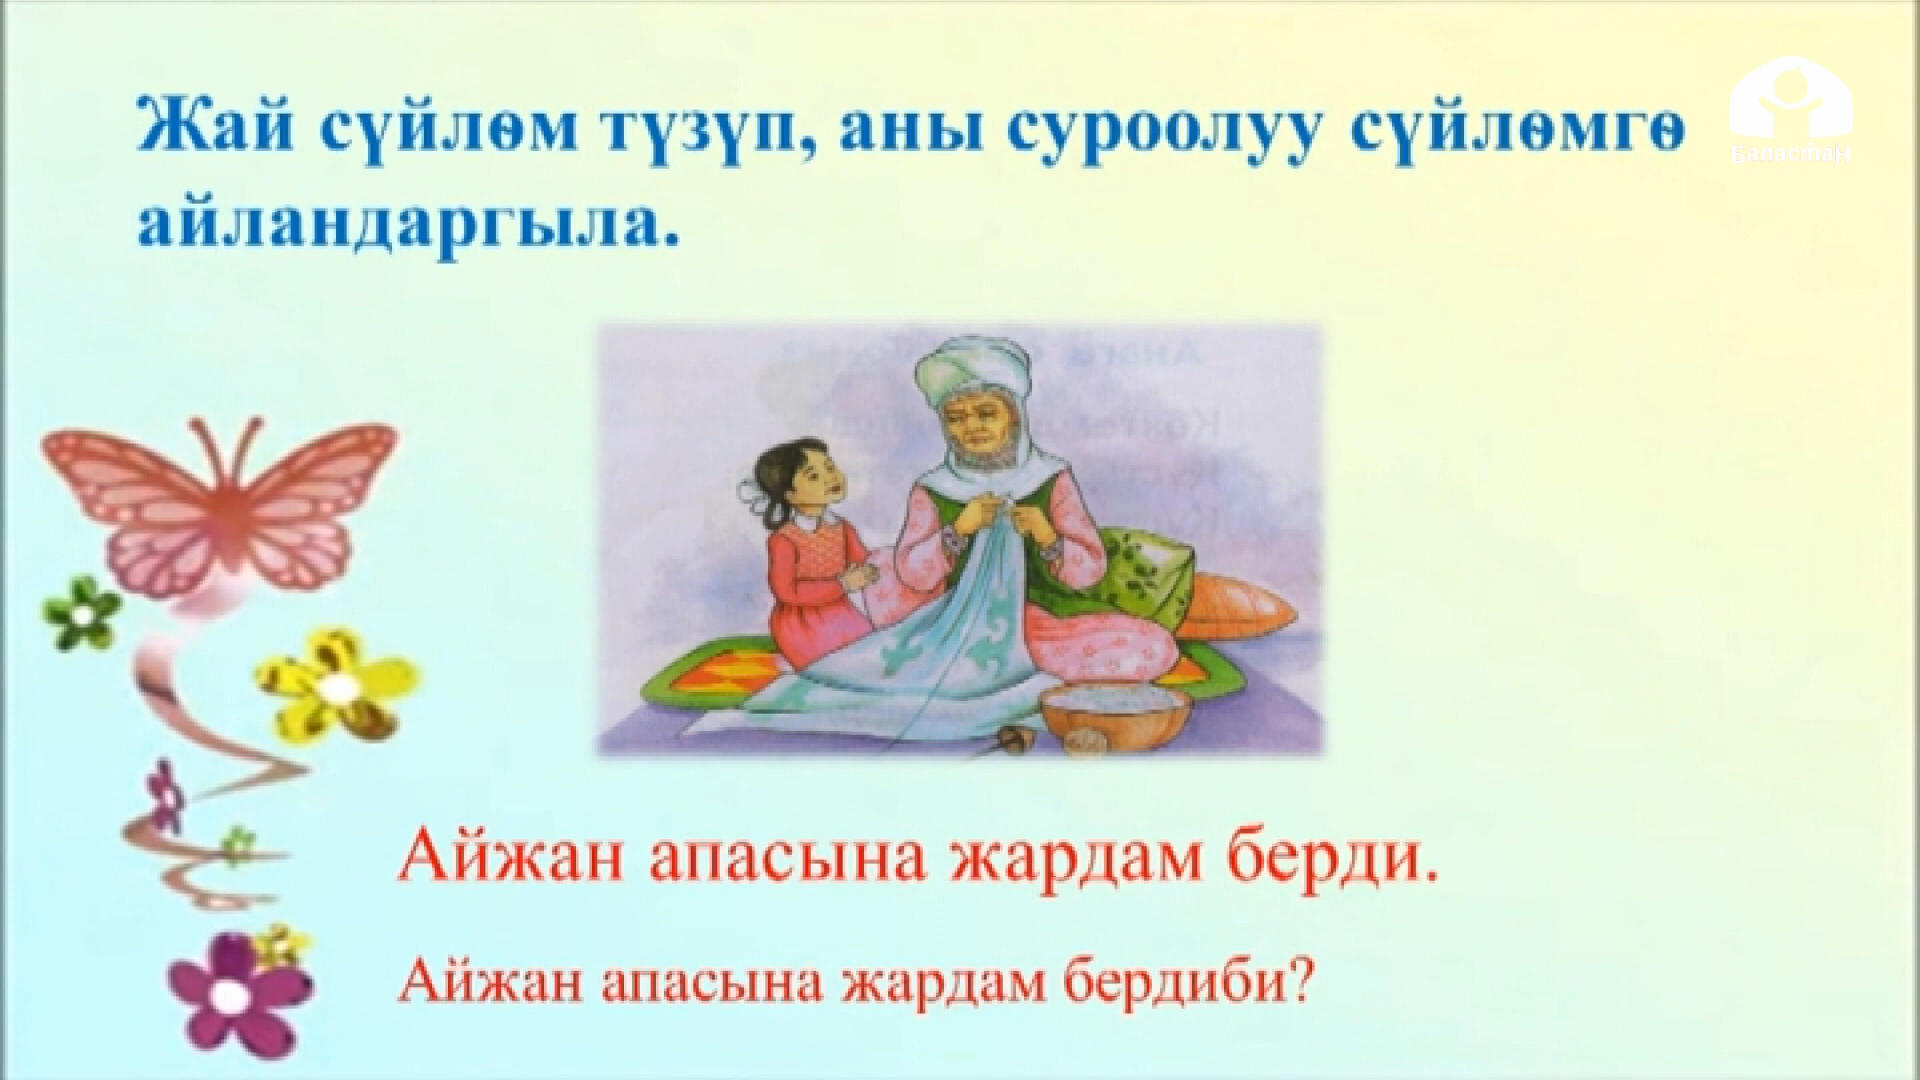 Жай сүйлөм түзүп, аны суроолуу сүйлөмгө
айландаргыла.
Баластан
Айжан апасына жардам берди.
Айжан апасына жардам бердиби?